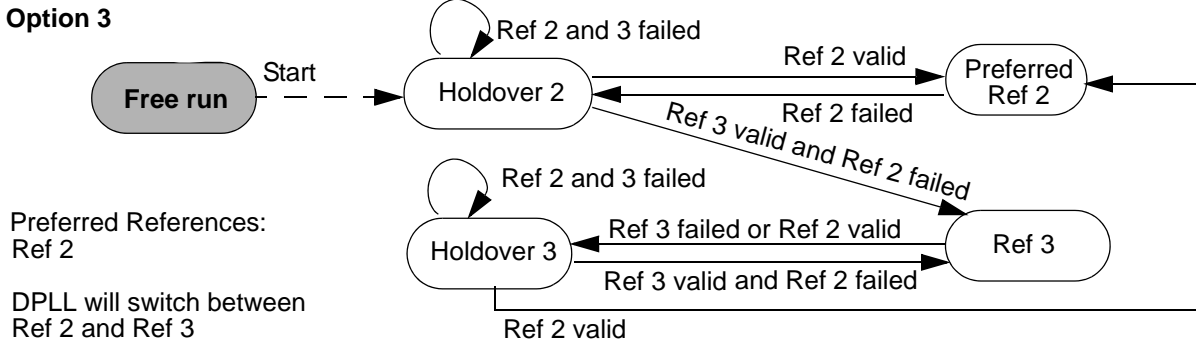 Option 3
Ref 2 and 3 failed
Start
Free run
Holdover 2
Ref 2 valid
Ref 2 failed
Preferred
Ref 2
Ref 3 valid and Ref 2 failed
Ref 2 and 3 failed
Preferred References:
Ref 2
Holdover 3
Ref 3 failed or Ref 2 valid
Ref 3 valid and Ref 2 failed
Ref 3
DPLL will switch between
Ref 2 and Ref 3
Ref 2 valid